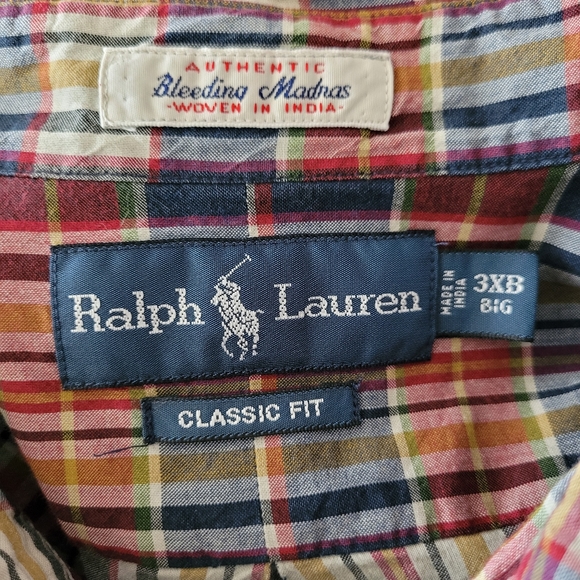 AUTHENTIC
Bleeding Madras
-WOVEN IN INDIA-
Ralph Lauren
MADE IN
INDIA
3XB
BIG
CLASSIC FIT